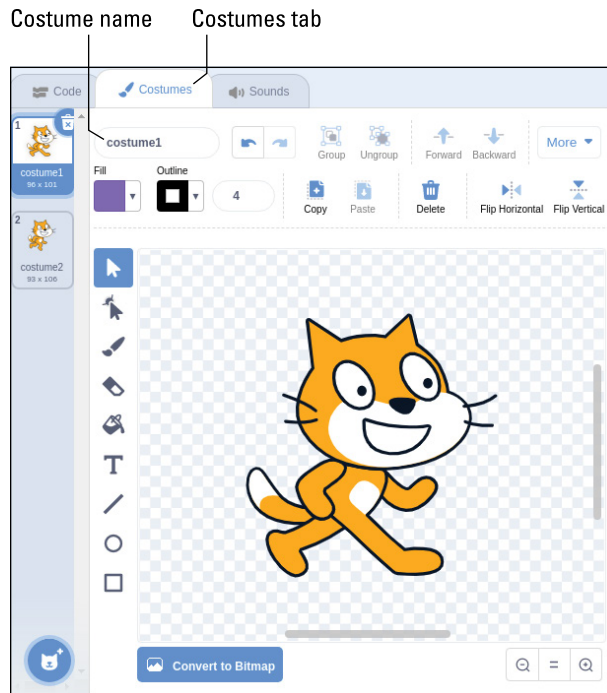 Costume name Costumes tab
Code Costumes Sounds
1
costume1
96 x 101
2
costume2
93 x 106
costume1 Group Ungroup Forward Backward More
Fill Outline
4 Copy Paste Delete Flip Horizontal Flip Vertical
T
Convert to Bitmap =